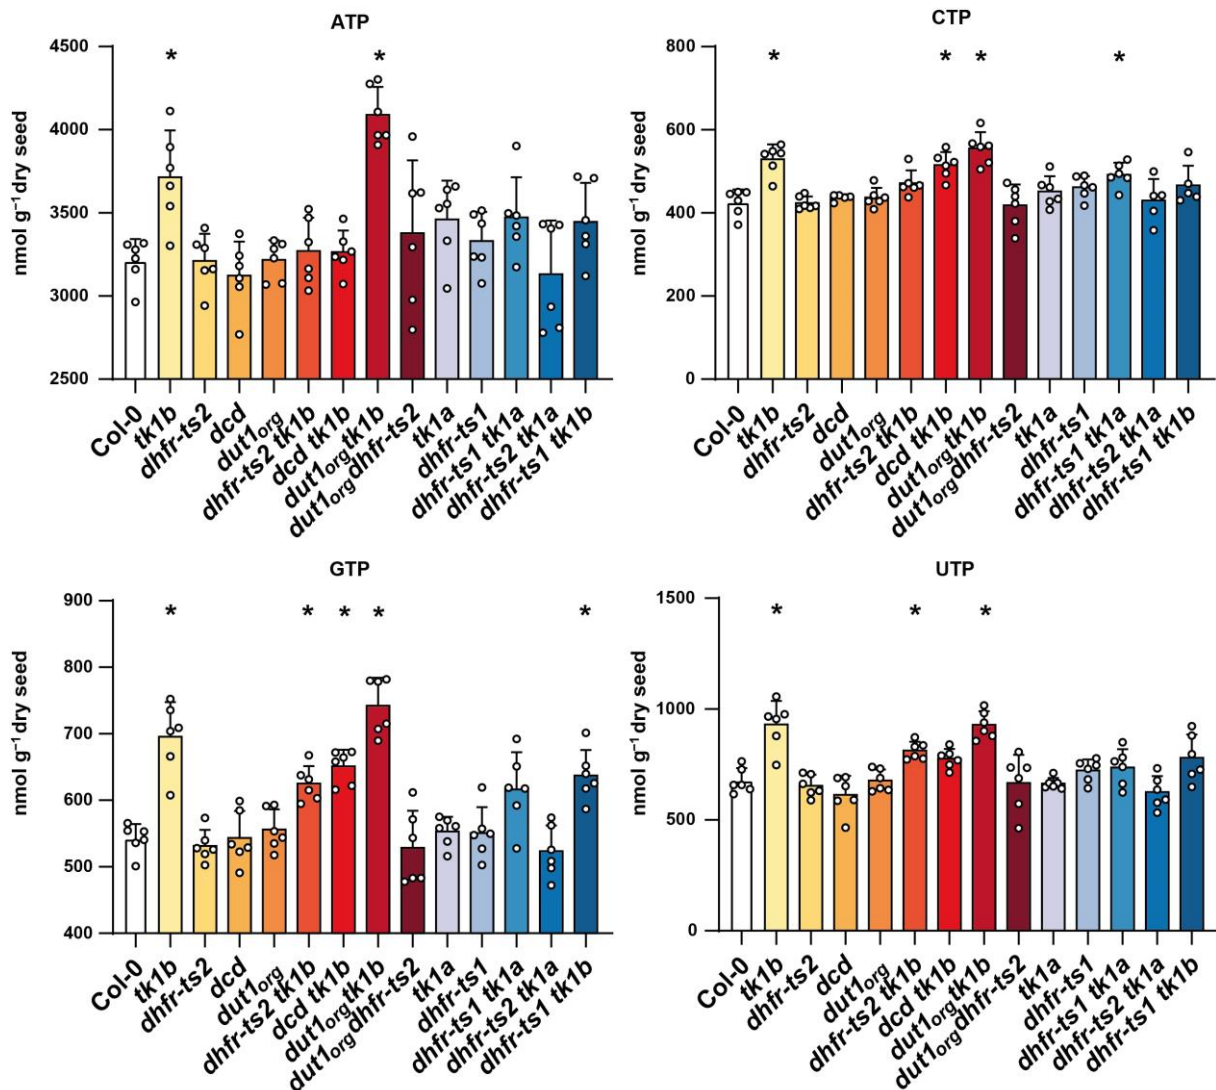 ATP
nmol g⁻¹ dry seed
4500
*
*
4000
3500
3000
2500
Col-0
tk1b
dhfr-ts2
dcd
dut1org
dhfr-ts2 tk1b
dcd tk1b
dut1org tk1b
dut1org dhfr-ts2
tk1a
dhfr-ts1
dhfr-ts1 tk1a
dhfr-ts2 tk1a
dhfr-ts1 tk1b
CTP
nmol g⁻¹ dry seed
800
*
*
*
*
600
400
200
0
Col-0
tk1b
dhfr-ts2
dcd
dut1org
dhfr-ts2 tk1b
dcd tk1b
dut1org tk1b
dut1org dhfr-ts2
tk1a
dhfr-ts1
dhfr-ts1 tk1a
dhfr-ts2 tk1a
dhfr-ts1 tk1b
GTP
nmol g⁻¹ dry seed
900
*
*
*
*
*
800
700
600
500
400
Col-0
tk1b
dhfr-ts2
dcd
dut1org
dhfr-ts2 tk1b
dcd tk1b
dut1org tk1b
dut1org dhfr-ts2
tk1a
dhfr-ts1
dhfr-ts1 tk1a
dhfr-ts2 tk1a
dhfr-ts1 tk1b
UTP
nmol g⁻¹ dry seed
1500
*
*
*
1000
500
0
Col-0
tk1b
dhfr-ts2
dcd
dut1org
dhfr-ts2 tk1b
dcd tk1b
dut1org tk1b
dut1org dhfr-ts2
tk1a
dhfr-ts1
dhfr-ts1 tk1a
dhfr-ts2 tk1a
dhfr-ts1 tk1b